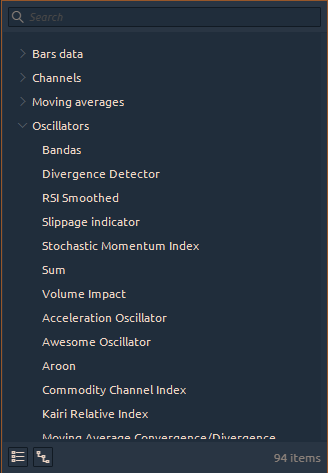 Search
Bars data
Channels
Moving averages
Oscillators
Bandas
Divergence Detector
RSI Smoothed
Slippage indicator
Stochastic Momentum Index
Sum
Volume Impact
Acceleration Oscillator
Awesome Oscillator
Aroon
Commodity Channel Index
Kairi Relative Index
Moving Average Convergence/Divergence
94 items